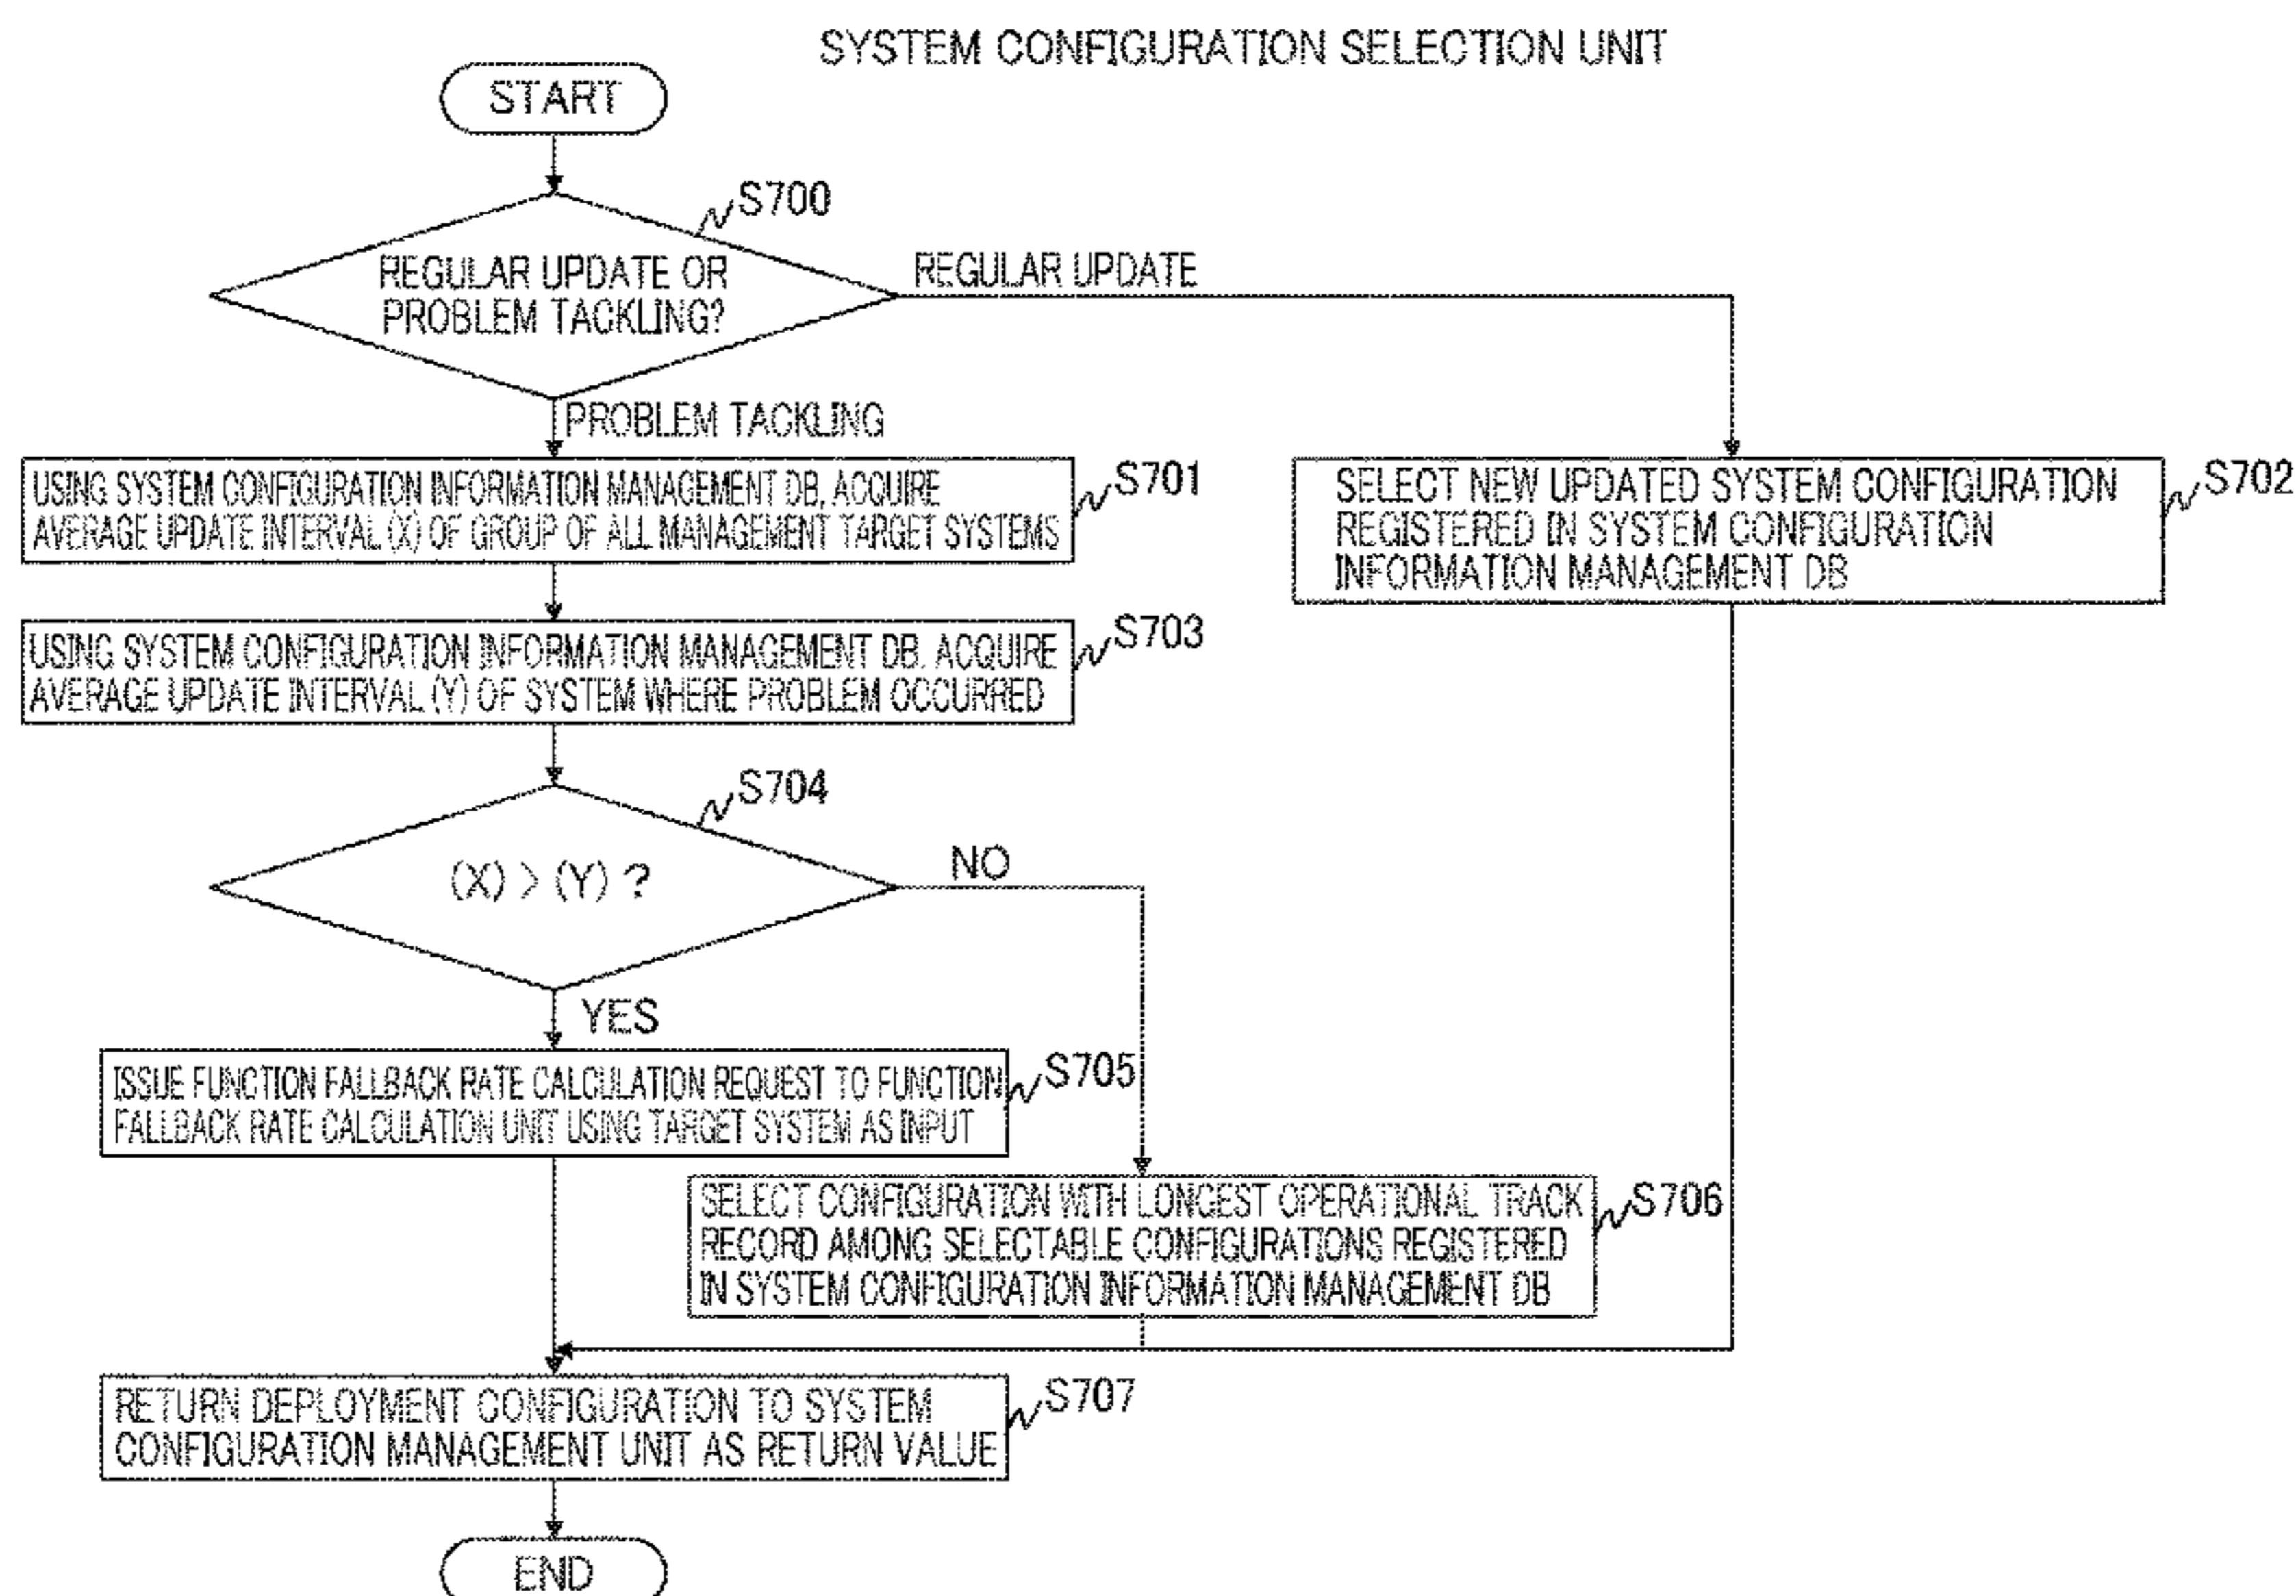 SYSTEM CONFIGURATION SELECTION UNIT
START
S700
REGULAR UPDATE OR
PROBLEM TACKLING?
REGULAR UPDATE
PROBLEM TACKLING
USING SYSTEM CONFIGURATION INFORMATION MANAGEMENT DB, ACQUIRE
AVERAGE UPDATE INTERVAL (X) OF GROUP OF ALL MANAGEMENT TARGET SYSTEMS
S701
SELECT NEW UPDATED SYSTEM CONFIGURATION
REGISTERED IN SYSTEM CONFIGURATION
INFORMATION MANAGEMENT DB
S702
USING SYSTEM CONFIGURATION INFORMATION MANAGEMENT DB, ACQUIRE
AVERAGE UPDATE INTERVAL (Y) OF SYSTEM WHERE PROBLEM OCCURRED
S703
S704
(X) > (Y) ?
NO
YES
ISSUE FUNCTION FALLBACK RATE CALCULATION REQUEST TO FUNCTION
FALLBACK RATE CALCULATION UNIT USING TARGET SYSTEM AS INPUT
S705
SELECT CONFIGURATION WITH LONGEST OPERATIONAL TRACK
RECORD AMONG SELECTABLE CONFIGURATIONS REGISTERED
IN SYSTEM CONFIGURATION INFORMATION MANAGEMENT DB
S706
RETURN DEPLOYMENT CONFIGURATION TO SYSTEM
CONFIGURATION MANAGEMENT UNIT AS RETURN VALUE
S707
END